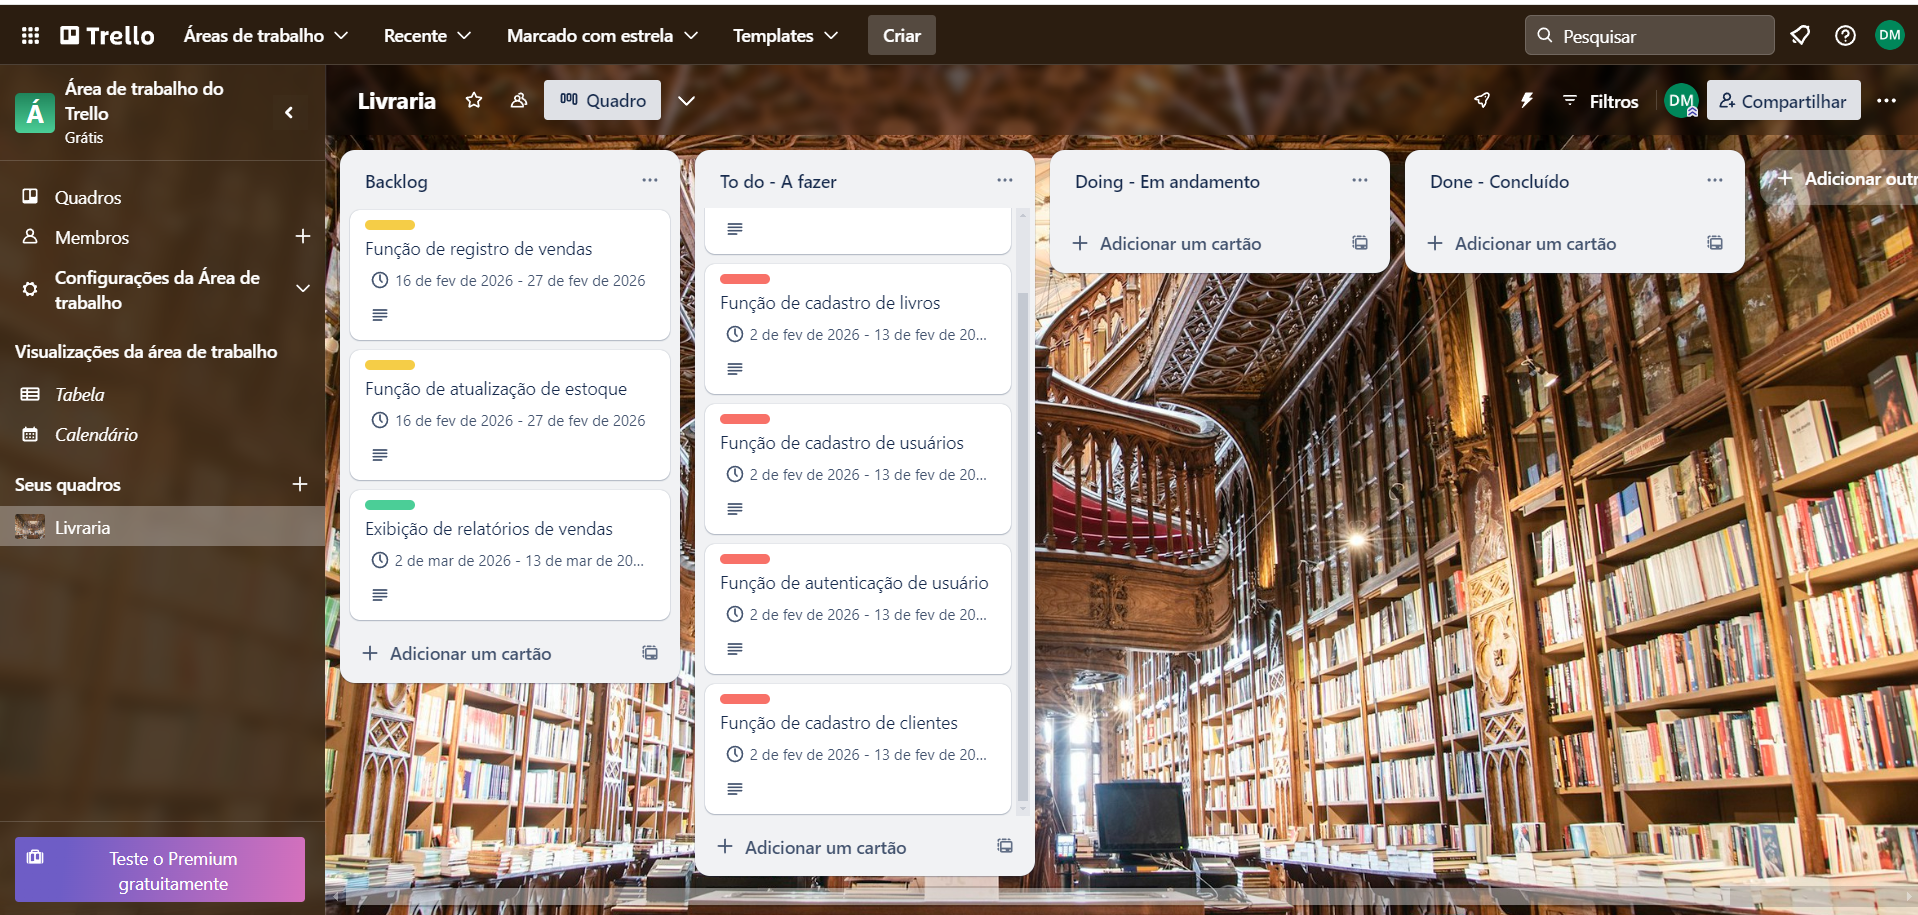 Trello
Áreas de trabalho
Recente
Marcado com estrela
Templates
Criar
Pesquisar
DM
Á
Área de trabalho do
Trello
Grátis
Livraria
Quadro
Filtros
DM
Compartilhar
Quadros
Membros
Configurações da Área de
trabalho
Visualizações da área de trabalho
Tabela
Calendário
Seus quadros
Livraria
Teste o Premium
gratuitamente
Backlog
Função de registro de vendas
16 de fev de 2026 - 27 de fev de 2026
Função de atualização de estoque
16 de fev de 2026 - 27 de fev de 2026
Exibição de relatórios de vendas
2 de mar de 2026 - 13 de mar de 20...
Adicionar um cartão
To do - A fazer
Função de cadastro de livros
2 de fev de 2026 - 13 de fev de 20...
Função de cadastro de usuários
2 de fev de 2026 - 13 de fev de 20...
Função de autenticação de usuário
2 de fev de 2026 - 13 de fev de 20...
Função de cadastro de clientes
2 de fev de 2026 - 13 de fev de 20...
Adicionar um cartão
Doing - Em andamento
Adicionar um cartão
Done - Concluído
Adicionar um cartão
Adicionar outr